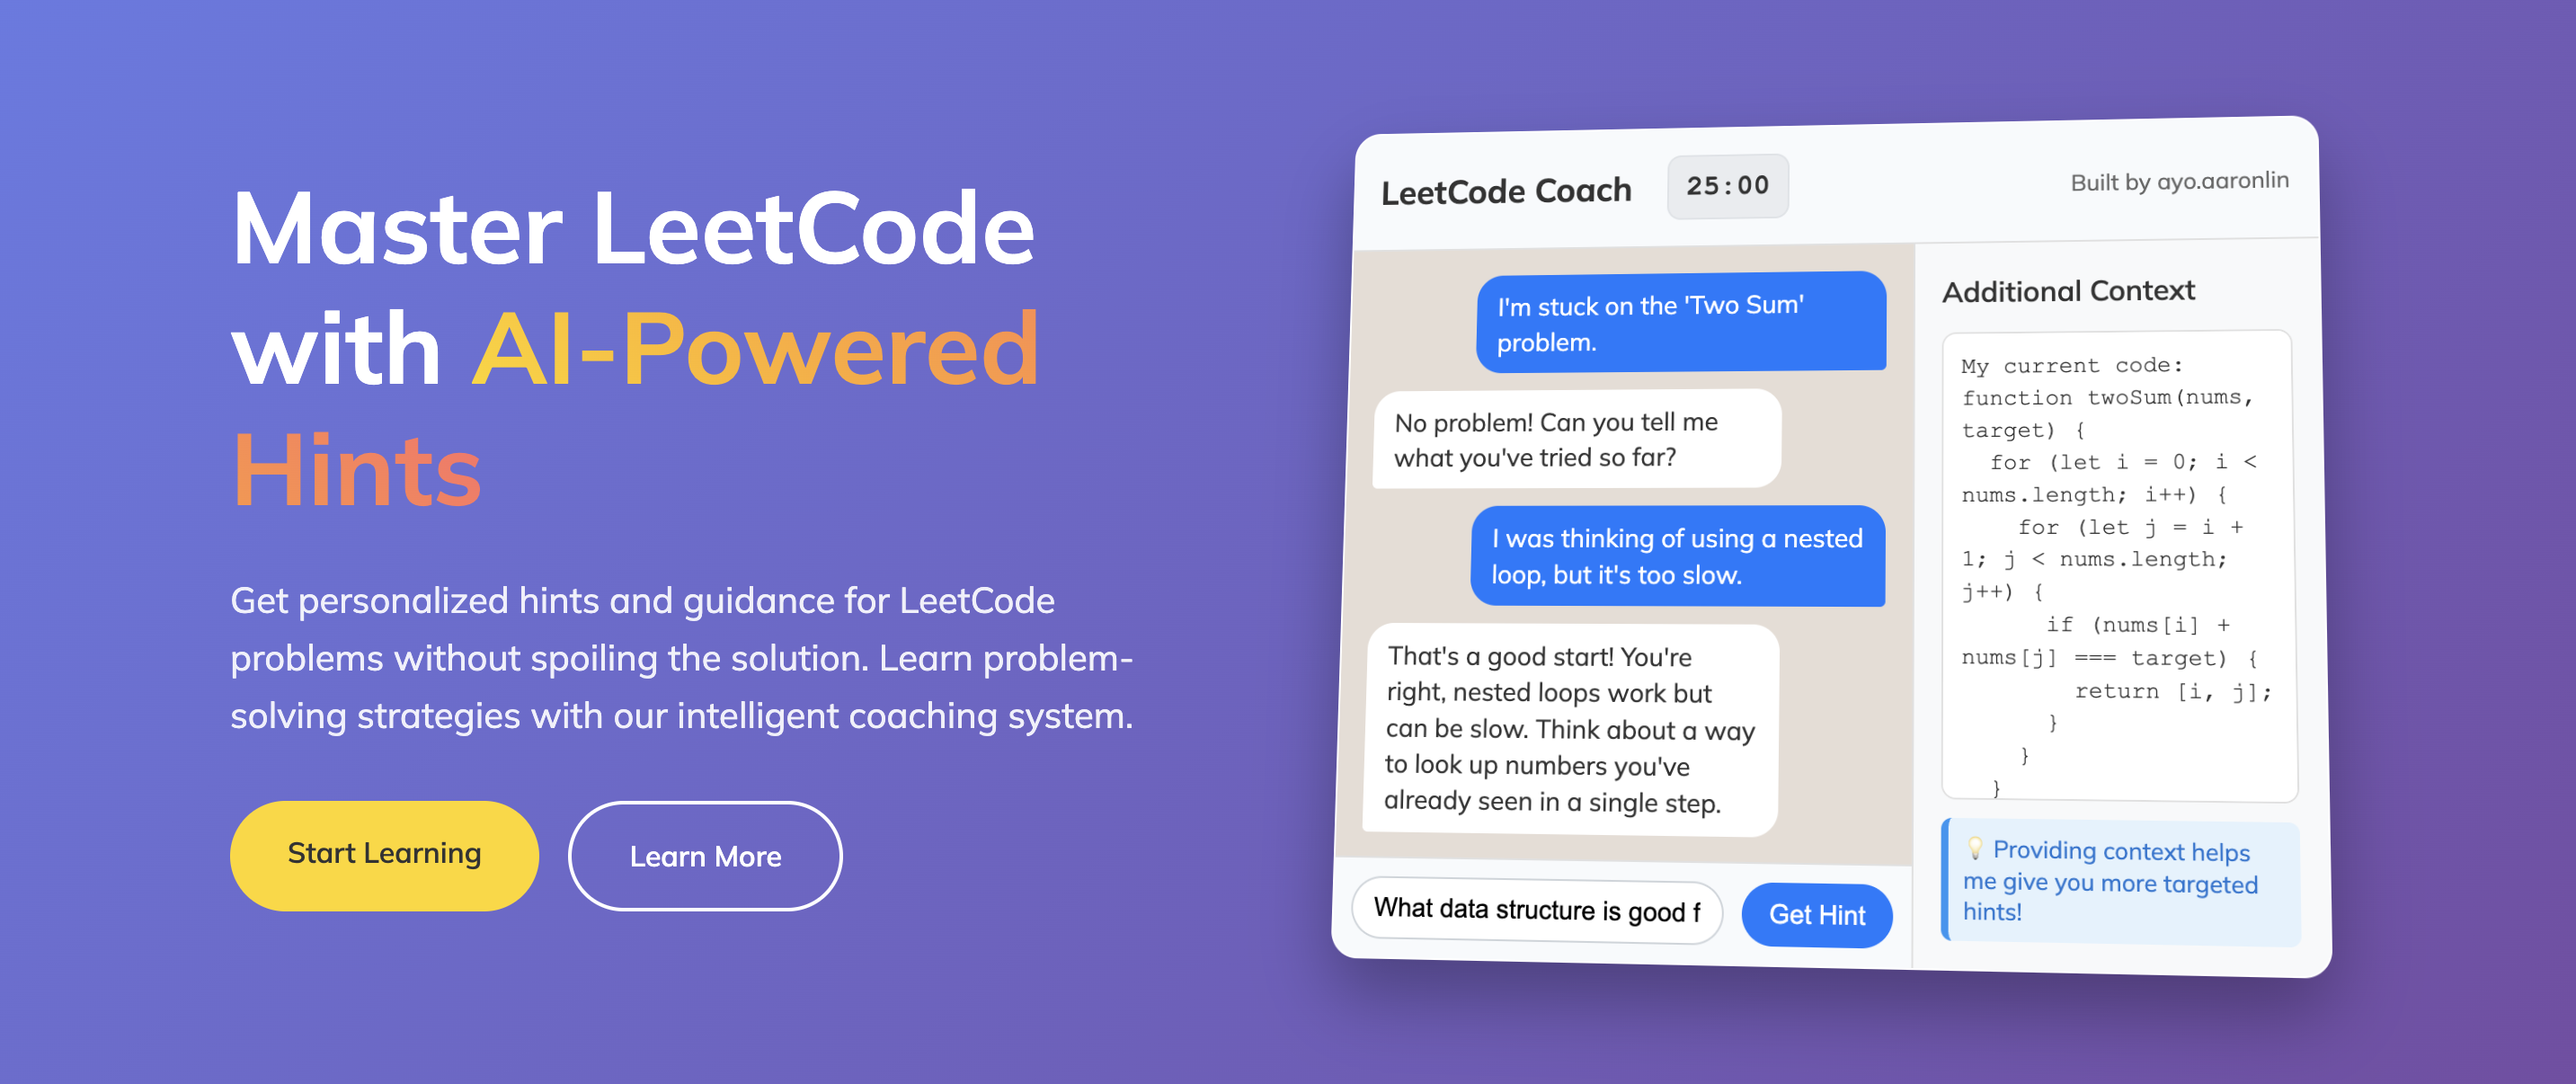 Master LeetCode
with AI-Powered
Hints
Get personalized hints and guidance for LeetCode
problems without spoiling the solution. Learn problem-
solving strategies with our intelligent coaching system.
Start Learning
Learn More
LeetCode Coach
25:00
Built by ayo.aaronlin
I'm stuck on the 'Two Sum'
problem.
No problem! Can you tell me
what you've tried so far?
I was thinking of using a nested
loop, but it's too slow.
That's a good start! You're
right, nested loops work but
can be slow. Think about a way
to look up numbers you've
already seen in a single step.
What data structure is good f
Get Hint
Additional Context
My current code:
function twoSum(nums,
target) {
  for (let i = 0; i <
nums.length; i++) {
    for (let j = i +
1; j < nums.length;
j++) {
      if (nums[i] +
nums[j] === target) {
        return [i, j];
      }
    }
  }
💡 Providing context helps
me give you more targeted
hints!